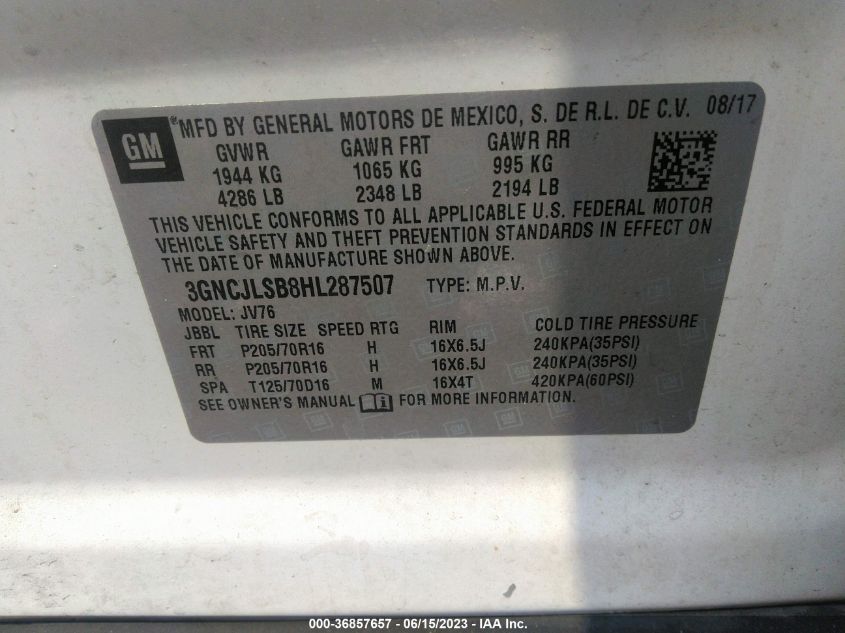 GM
®MFD BY GENERAL MOTORS DE MEXICO, S. DE R.L. DE C.V. 08/17
GVWR GAWR FRT GAWR RR
1944 KG 1065 KG 995 KG
4286 LB 2348 LB 2194 LB
THIS VEHICLE CONFORMS TO ALL APPLICABLE U.S. FEDERAL MOTOR
VEHICLE SAFETY AND THEFT PREVENTION STANDARDS IN EFFECT ON
THE DATE OF MANUFACTURE SHOWN ABOVE.
3GNCJLSB8HL287507 TYPE: M.P.V.
MODEL: JV76
JBBL TIRE SIZE SPEED RTG RIM COLD TIRE PRESSURE
FRT P205/70R16 H 16X6.5J 240KPA(35PSI)
RR P205/70R16 H 16X6.5J 240KPA(35PSI)
SPA T125/70D16 M 16X4T 420KPA(60PSI)
SEE OWNER'S MANUAL FOR MORE INFORMATION.
000-36857657 - 06/15/2023 - IAA Inc.